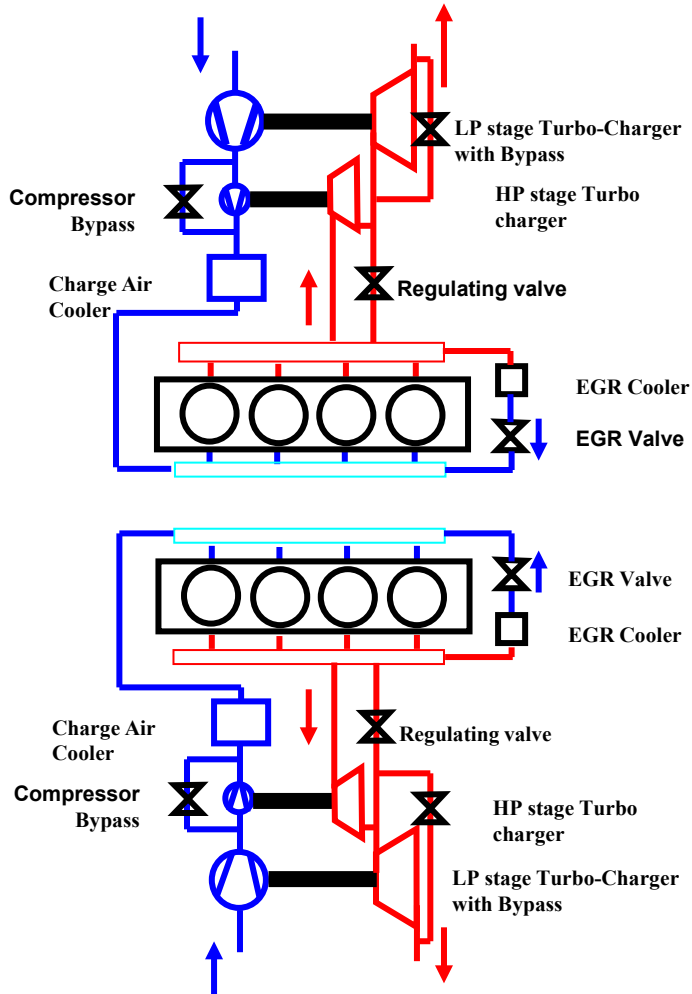 LP stage Turbo-Charger
with Bypass
Compressor
Bypass
HP stage Turbo
charger
Charge Air
Cooler
Regulating valve
EGR Cooler
EGR Valve
EGR Valve
EGR Cooler
Charge Air
Cooler
Regulating valve
Compressor
Bypass
HP stage Turbo
charger
LP stage Turbo-Charger
with Bypass